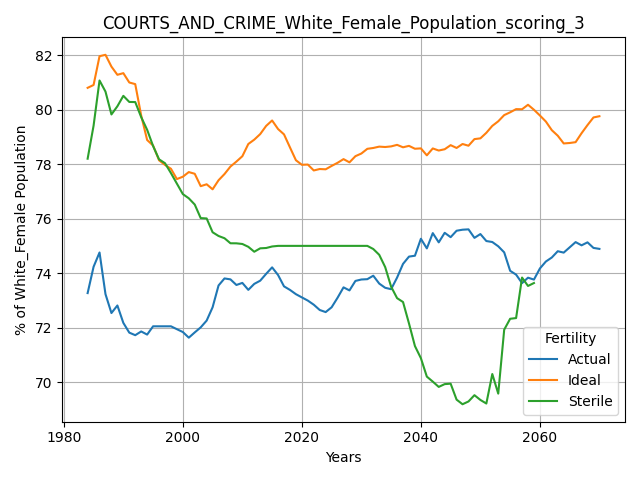 COURTS_AND_CRIME_White_Female_Population_scoring_3
% of White_Female Population
82
80
78
76
74
72
70
1980
2000
2020
2040
2060
Years
Fertility
Actual
Ideal
Sterile